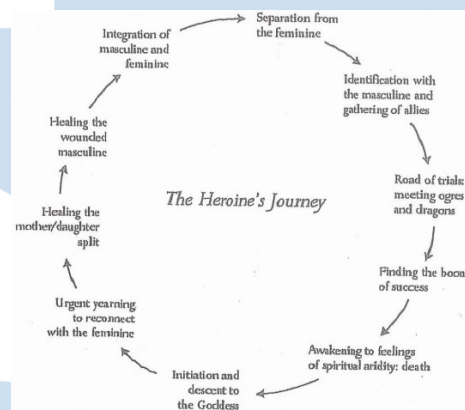 Separation from
the feminine
Identification with
the masculine and
gathering of allies
Road of trials:
meeting ogres
and dragons
Finding the boon
of success
Awakening to feelings
of spiritual aridity: death
Initiation and
descent to
the Goddess
Urgent yearning
to reconnect
with the feminine
Healing the
mother/daughter
split
Healing the
wounded
masculine
Integration of
masculine and
feminine
The Heroine's Journey